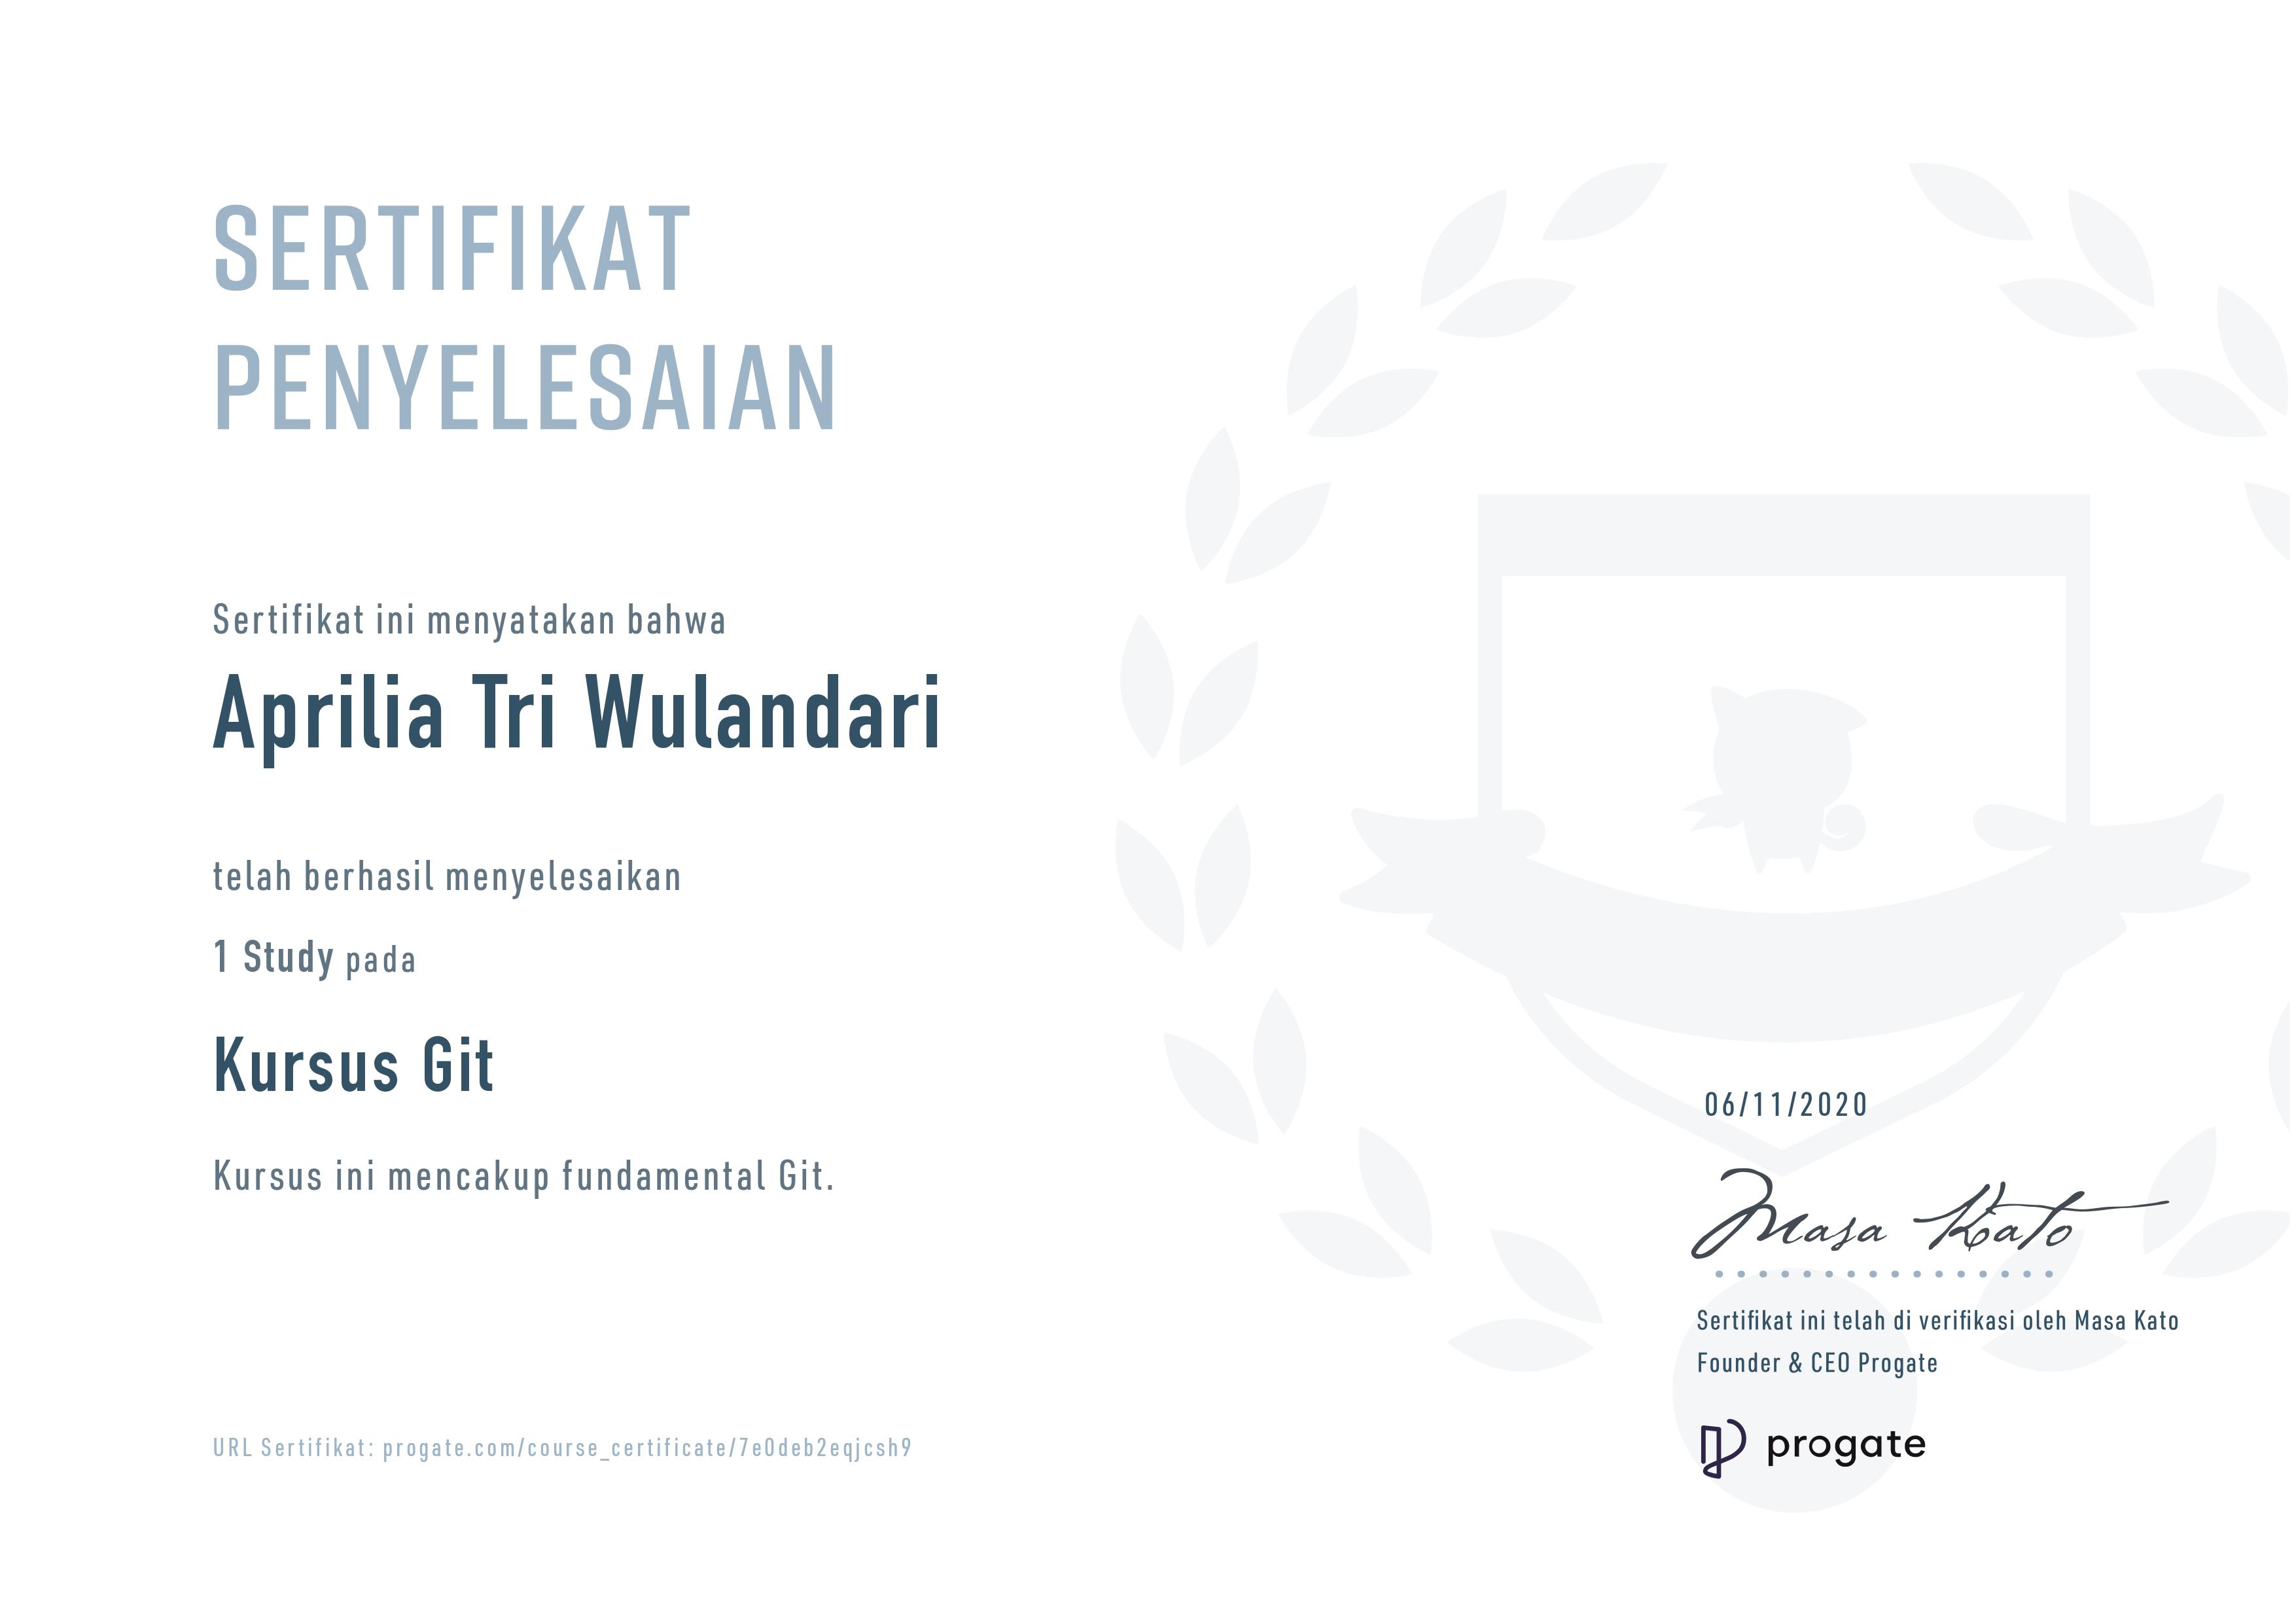 SERTIFIKAT
PENYELESAIAN
Sertifikat ini menyatakan bahwa
Aprilia Tri Wulandari
telah berhasil menyelesaikan
1 Study pada
Kursus Git
Kursus ini mencakup fundamental Git.
URL Sertifikat: progate.com/course_certificate/7e0deb2eqjcsh9
06/11/2020
Masa Kato
Sertifikat ini telah di verifikasi oleh Masa Kato
Founder & CEO Progate
progate